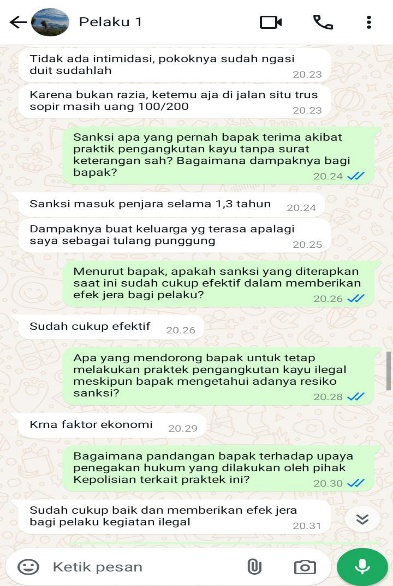 Pelaku 1
Tidak ada intimidasi, pokoknya sudah ngasi
duit sudahlah
20.23
Karena bukan razia, ketemu aja di jalan situ trus
sopir masih uang 100/200
20.23
Sanksi apa yang pernah bapak terima akibat
praktik pengangkutan kayu tanpa surat
keterangan sah? Bagaimana dampaknya bagi
bapak?
20.24
Sanksi masuk penjara selama 1,3 tahun
20.24
Dampaknya buat keluarga yg terasa apalagi
saya sebagai tulang punggung
20.25
Menurut bapak, apakah sanksi yang diterapkan
saat ini sudah cukup efektif dalam memberikan
efek jera bagi pelaku?
20.26
Sudah cukup efektif
20.26
Apa yang mendorong bapak untuk tetap
melakukan praktek pengangkutan kayu ilegal
meskipun bapak mengetahui adanya resiko
sanksi?
20.28
Krna faktor ekonomi
20.29
Bagaimana pandangan bapak terhadap upaya
penegakan hukum yang dilakukan oleh pihak
Kepolisian terkait praktek ini?
20.30
Sudah cukup baik dan memberikan efek jera
bagi pelaku kegiatan ilegal
20.31
Ketik pesan